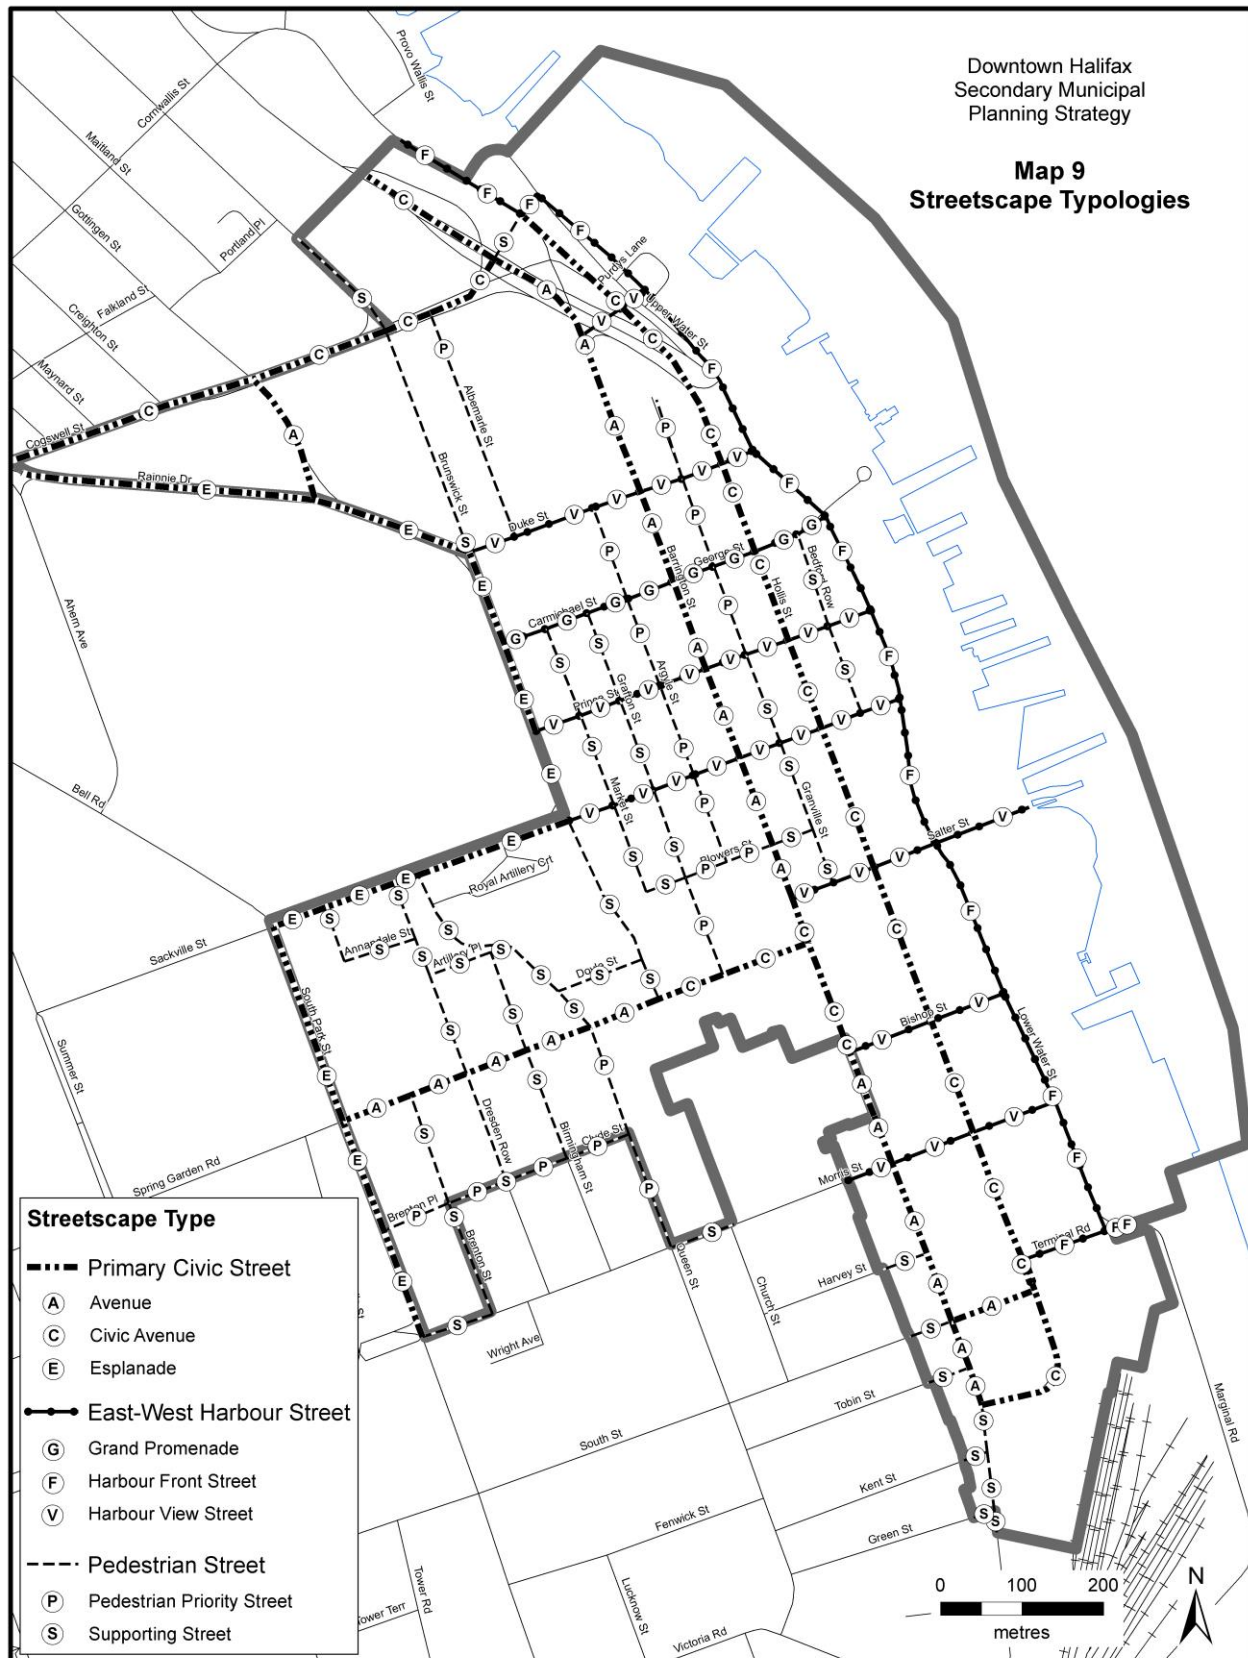 Downtown Halifax
Secondary Municipal
Planning Strategy
Map 9
Streetscape Typologies
Provo Wallis St
Cornwallis St
Maitland St
Gottingen St
Portland Pl
Falkland St
Creighton St
Maynard St
Cogswell St
Rainnie Dr
Purdys Lane
Upper Water St
Albemarle St
Brunswick St
Duke St
Barrington St
George St
Bedford Row
Hollis St
Carmichael St
Argyle St
Grafton St
Ahern Ave
Bell Rd
Market St
Granville St
Blowers St
Salter St
Royal Artillery Crt
Annandale St
Artillery Pl
Sackville St
South Park St
Bishop St
Lower Water St
Summer St
Dresden Row
Birmingham St
Clyde St
Spring Garden Rd
Brenton Pl
Brenton St
Morris St
Terminal Rd
Queen St
Church St
Harvey St
Wright Ave
Tobin St
South St
Kent St
Fenwick St
Green St
Marginal Rd
Tower Rd
Tower Terr
Lucknow St
Victoria Rd
Streetscape Type
Primary Civic Street
A Avenue
C Civic Avenue
E Esplanade
East-West Harbour Street
G Grand Promenade
F Harbour Front Street
V Harbour View Street
Pedestrian Street
P Pedestrian Priority Street
S Supporting Street
0 100 200
metres
N